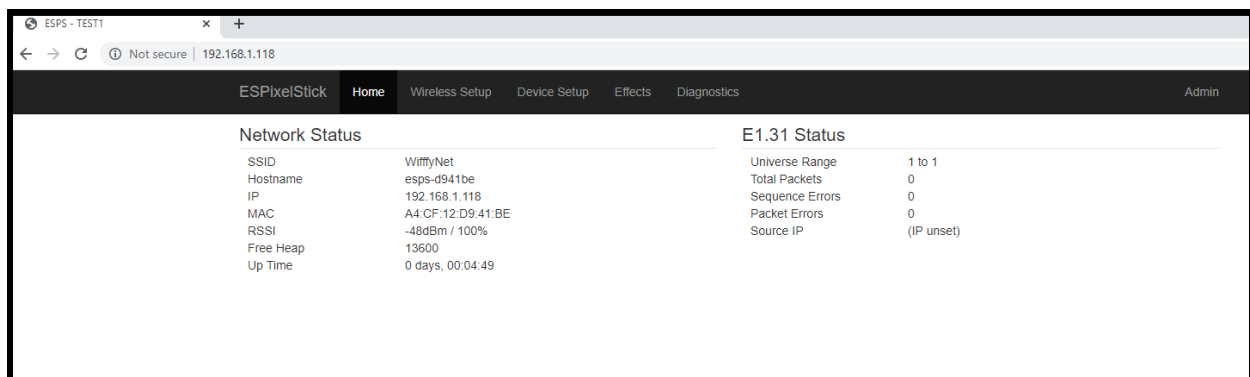 ESPS - TEST1
Not secure | 192.168.1.118
ESPixelStick Home Wireless Setup Device Setup Effects Diagnostics Admin
Network Status E1.31 Status
SSID WifffyNet Universe Range 1 to 1
Hostname esps-d941be Total Packets 0
IP 192.168.1.118 Sequence Errors 0
MAC A4:CF:12:D9:41:BE Packet Errors 0
RSSI -48dBm / 100% Source IP (IP unset)
Free Heap 13600
Up Time 0 days, 00:04:49